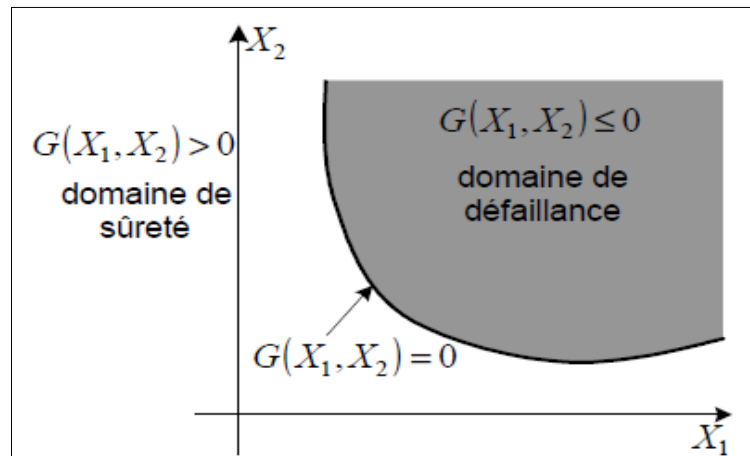 X₂
G(X₁, X₂) > 0
domaine de
sûreté
G(X₁, X₂) ≤ 0
domaine de
défaillance
G(X₁, X₂) = 0
X₁